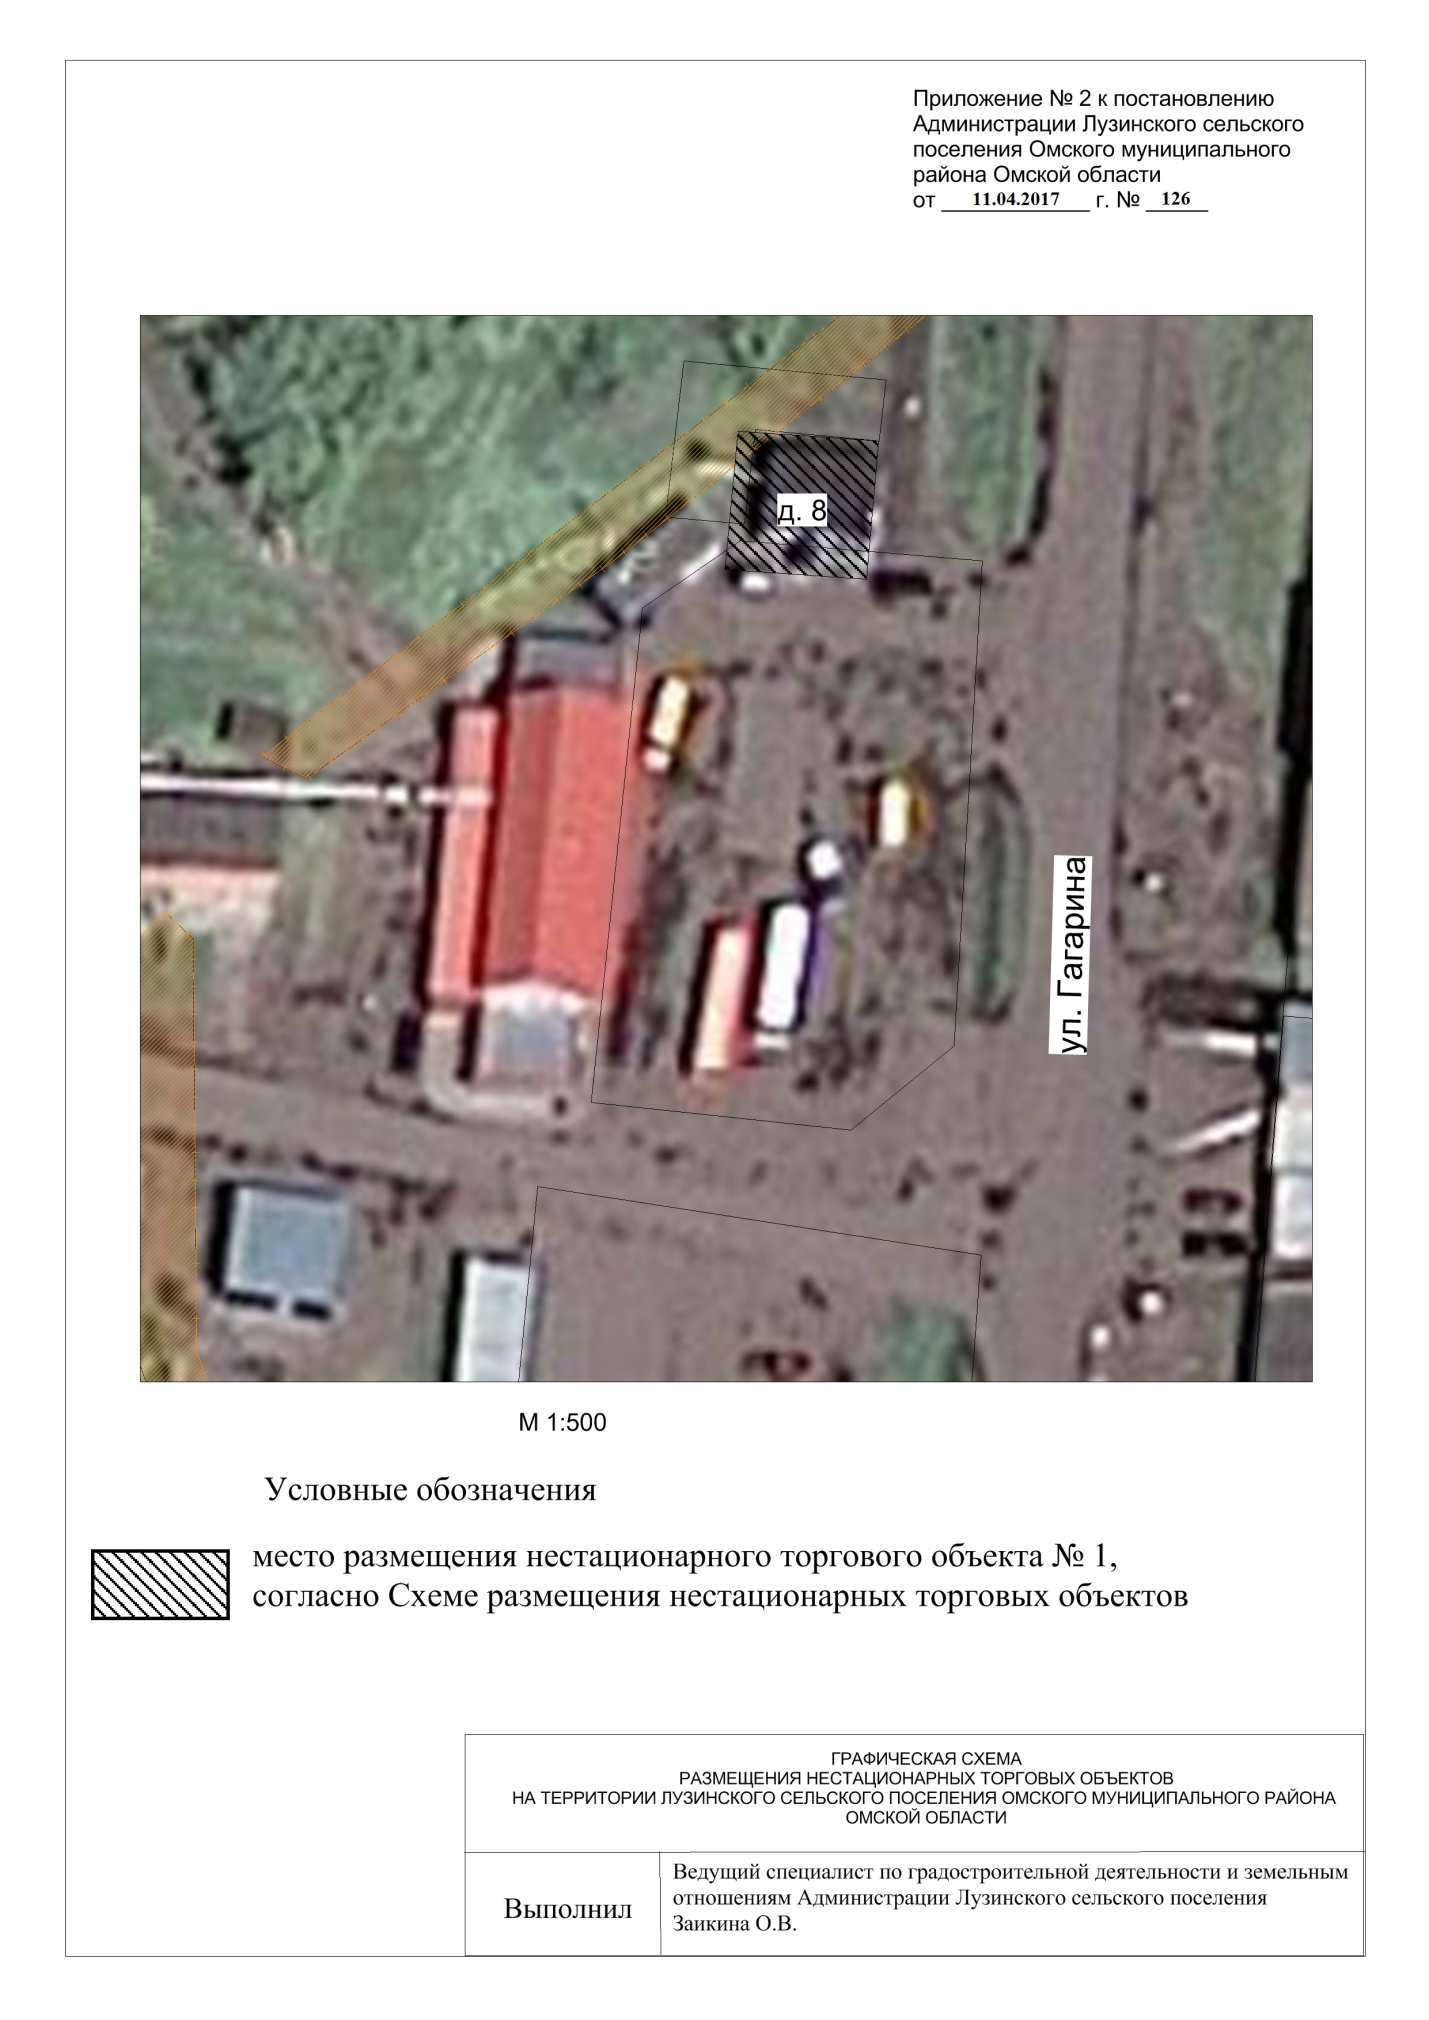 Приложение № 2 к постановлению
Администрации Лузинского сельского
поселения Омского муниципального
района Омской области
от 11.04.2017 г. № 126
д. 8
ул. Гагарина
М 1:500
Условные обозначения
место размещения нестационарного торгового объекта № 1,
согласно Схеме размещения нестационарных торговых объектов
ГРАФИЧЕСКАЯ СХЕМА
РАЗМЕЩЕНИЯ НЕСТАЦИОНАРНЫХ ТОРГОВЫХ ОБЪЕКТОВ
НА ТЕРРИТОРИИ ЛУЗИНСКОГО СЕЛЬСКОГО ПОСЕЛЕНИЯ ОМСКОГО МУНИЦИПАЛЬНОГО РАЙОНА
ОМСКОЙ ОБЛАСТИ
Выполнил
Ведущий специалист по градостроительной деятельности и земельным
отношениям Администрации Лузинского сельского поселения
Заикина О.В.